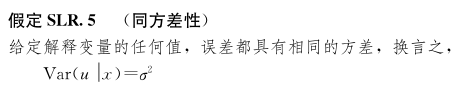 假定 SLR.5 （同方差性）
给定解释变量的任何值，误差都具有相同的方差，换言之，
Var(u |x)=σ²